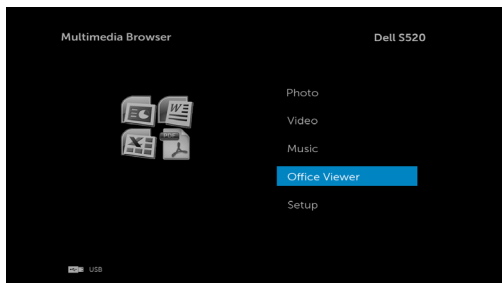 Multimedia Browser
Dell S520
Photo
Video
Music
Office Viewer
Setup
USB